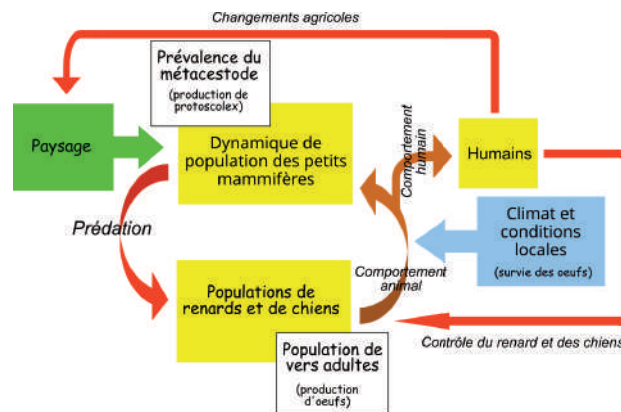 Changements agricoles
Prévalence du
métacestode
(production de
protoscolex)
Paysage
Dynamique de
population des petits
mammifères
Comportement
humain
Humains
Prédation
Climat et
conditions
locales
(survie des oeufs)
Comportement
animal
Populations de
renards et de chiens
Contrôle du renard et des chiens
Population de
vers adultes
(production
d'oeufs)